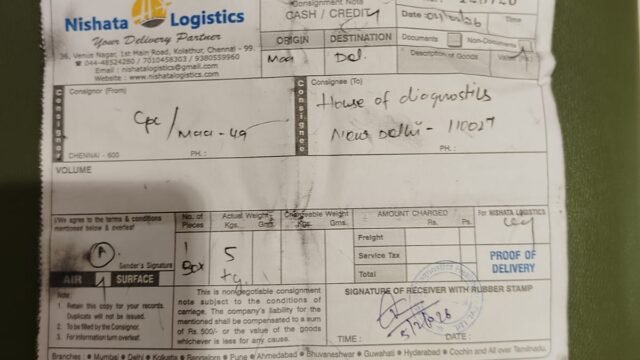 Nishata Logistics
Your Delivery Partner
36, Venus Nagar, 1st Main Road, Kolathur, Chennai - 99.
044-48524280 / 7010458303 / 9380559960
Email : nishatalogistics@gmail.com
Website : www.nishatalogistics.com
Consignment Note
CASH / CREDIT
ORIGIN DESTINATION
Maa Del.
Date
Time
Documents Non-Documents
Description of Goods
Consignor
Consignor (From)
Cpc / Maa - 49
CHENNAI - 600 PH. :
Consignee
Consignee (To)
House of diagnostics
New Delhi - 110027
PH. :
VOLUME
I/We agree to the terms & conditions
mentioned below & overleaf
Sender's Signature
AIR SURFACE
No. of Pieces
1
Box
Actual Weight
Kgs. Gms.
5
kg.
Chargeable Weight
Kgs. Gms.
AMOUNT CHARGED
Rs. Ps.
Freight
Service Tax
Total
For NISHATA LOGISTICS
PROOF OF
DELIVERY
Note:
1. Retain this copy for your records.
Duplicata will not be issued.
2. To be filled by the Consignor.
3. For information turn overleaf.
This is non negotiable consignment
note subject to the conditions of
carriage. The company's liability for the
mentioned shall be compensated to a sum
of Rs. 500/- or the value of the goods
whichever is less for any cause.
SIGNATURE OF RECEIVER WITH RUBBER STAMP
5/2/026
TIME : DATE :
Branches : Mumbai Delhi Kolkatta Bangalore Pune Ahmedabad Bhuvaneshwar Guwahati Hyderabad Cochin and All over Tamilnadu.